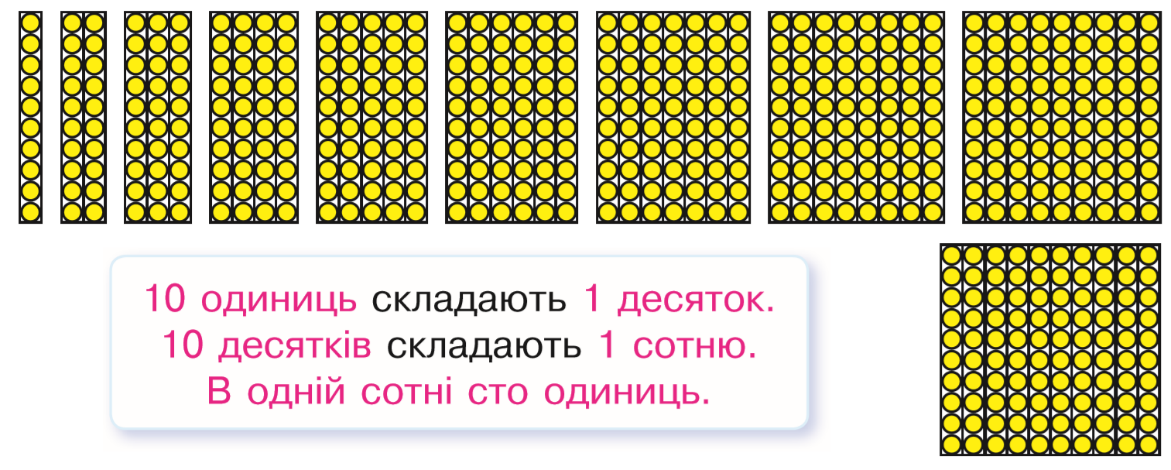 10 одиниць складають 1 десяток.
10 десятків складають 1 сотню.
В одній сотні сто одиниць.